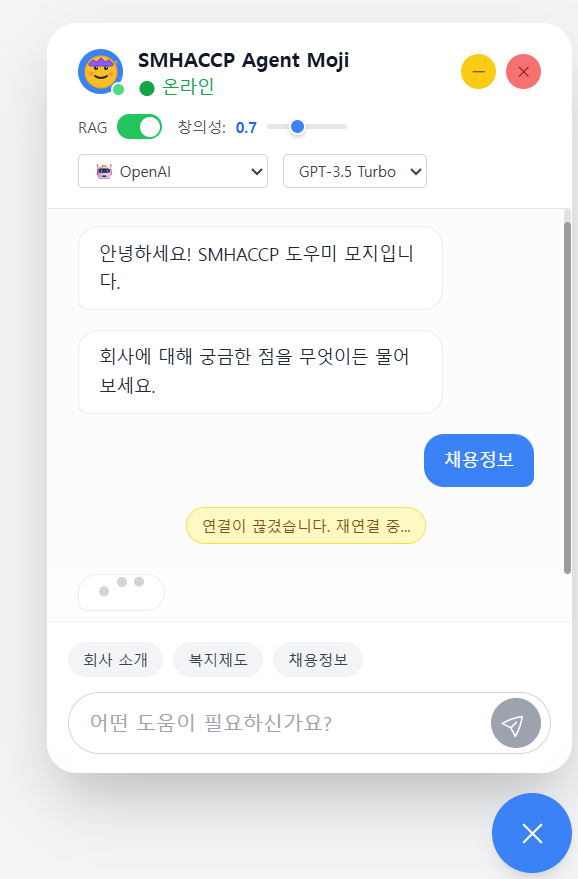 SMHACCP Agent Moji
온라인
RAG 창의성: 0.7
OpenAI GPT-3.5 Turbo
안녕하세요! SMHACCP 도우미 모지입니
다.
회사에 대해 궁금한 점을 무엇이든 물어
보세요.
채용정보
연결이 끊겼습니다. 재연결 중...
회사 소개 복지제도 채용정보
어떤 도움이 필요하신가요?